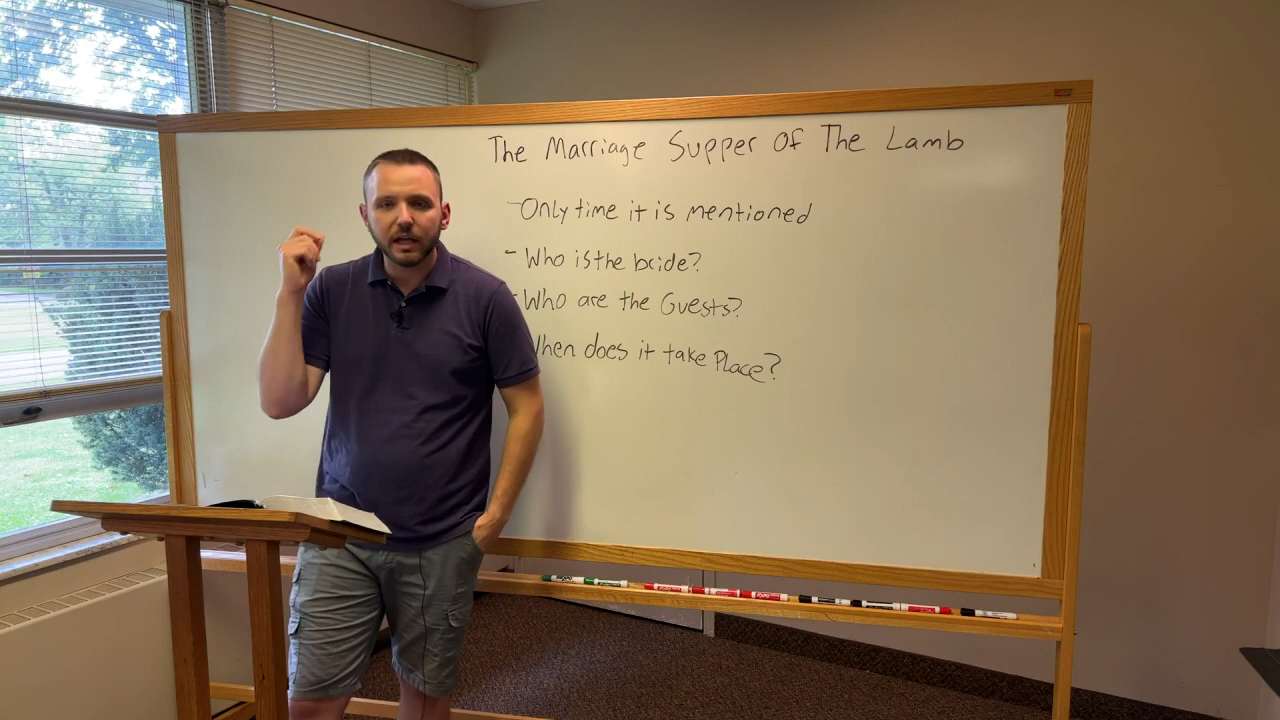 The Marriage Supper Of The Lamb
- Only time it is mentioned
- Who is the bride?
- Who are the Guests?
When does it take Place?